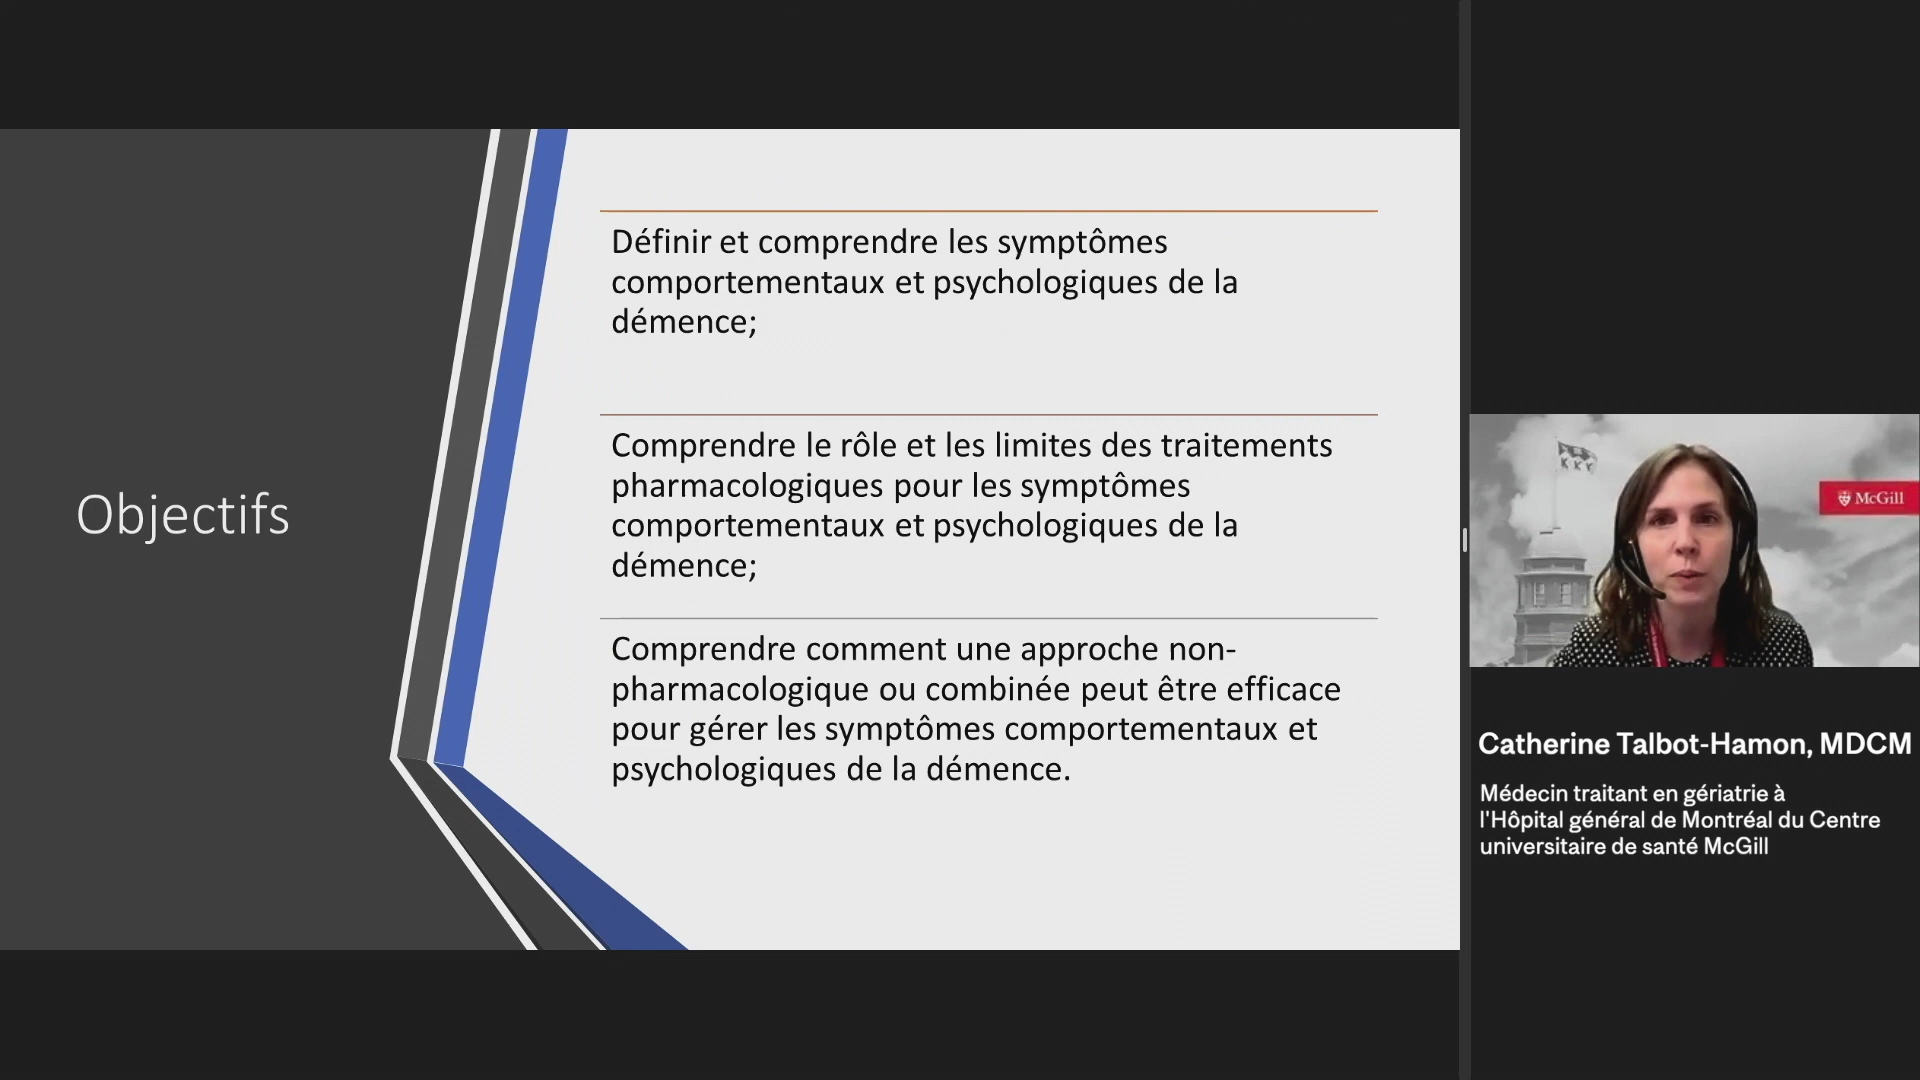 Objectifs
Définir et comprendre les symptômes
comportementaux et psychologiques de la
démence;
Comprendre le rôle et les limites des traitements
pharmacologiques pour les symptômes
comportementaux et psychologiques de la
démence;
Comprendre comment une approche non-
pharmacologique ou combinée peut être efficace
pour gérer les symptômes comportementaux et
psychologiques de la démence.
McGill
Catherine Talbot-Hamon, MDCM
Médecin traitant en gériatrie à
l'Hôpital général de Montréal du Centre
universitaire de santé McGill